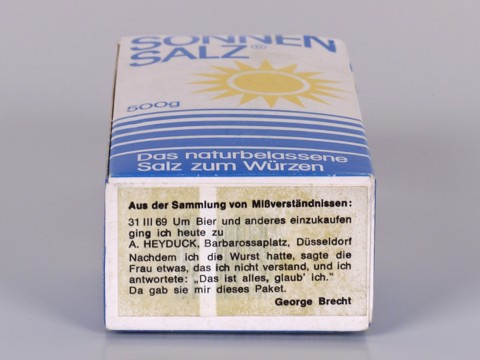 SONNEN
SALZ®
500g
Das naturbelassene
Salz zum Würzen
Aus der Sammlung von Mißverständnissen:
31 III 69 Um Bier und anderes einzukaufen
ging ich heute zu
A. HEYDUCK, Barbarossaplatz, Düsseldorf
Nachdem ich die Wurst hatte, sagte die
Frau etwas, das ich nicht verstand, und ich
antwortete: „Das ist alles, glaub' ich.”
Da gab sie mir dieses Paket.
George Brecht